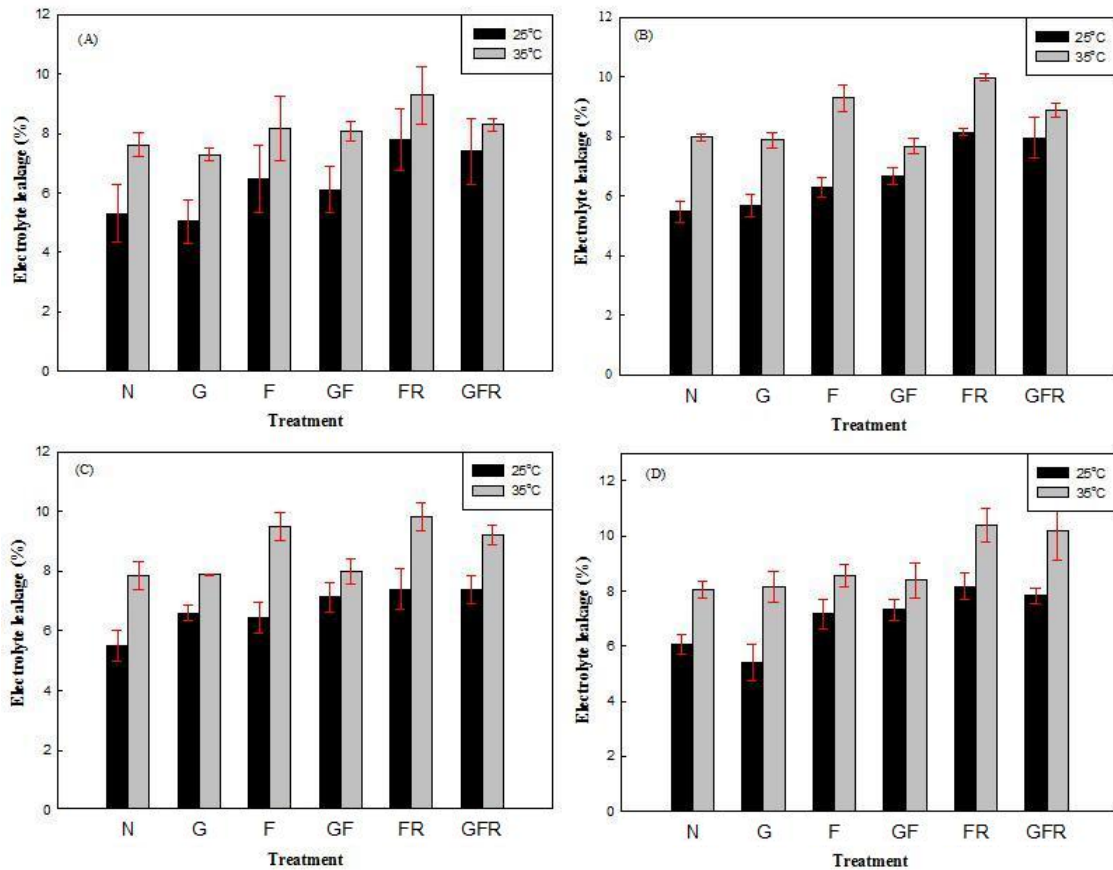 (A)
25°C
35°C
12
10
8
6
4
2
0
Electrolyte leakage (%)
N G F GF FR GFR
Treatment
(B)
25°C
35°C
12
10
8
6
4
2
0
Electrolyte leakage (%)
N G F GF FR GFR
Treatment
(C)
25°C
35°C
12
10
8
6
4
2
0
Electrolyte leakage (%)
N G F GF FR GFR
Treatment
(D)
25°C
35°C
12
10
8
6
4
2
0
Electrolyte leakage (%)
N G F GF FR GFR
Treatment